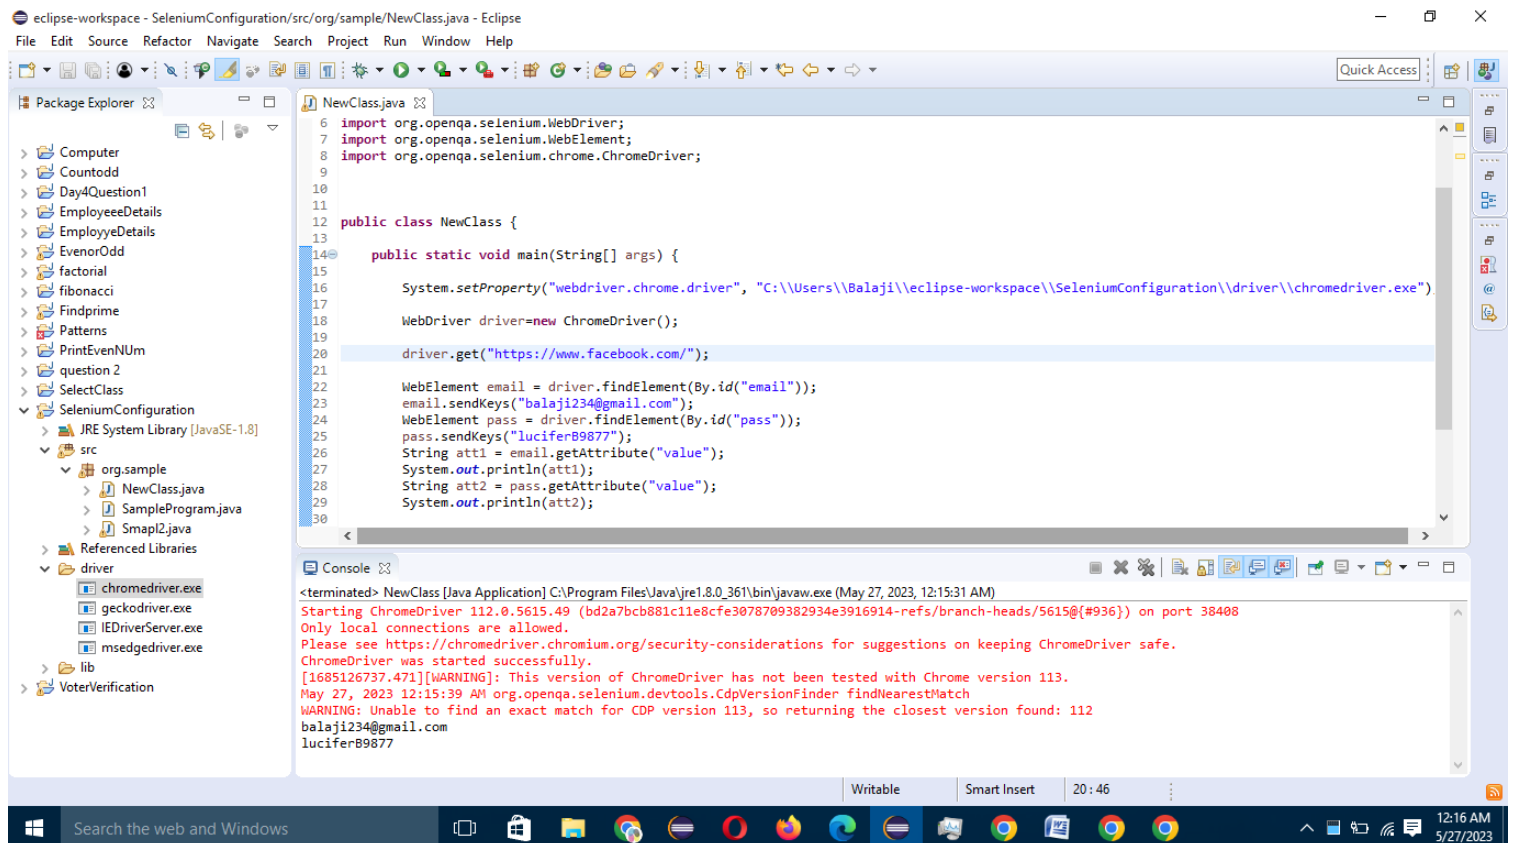 eclipse-workspace - SeleniumConfiguration/src/org/sample/NewClass.java - Eclipse
File Edit Source Refactor Navigate Search Project Run Window Help
Quick Access
Package Explorer
Computer
Countodd
Day4Question1
EmployeeeDetails
EmployyeDetails
EvenorOdd
factorial
fibonacci
Findprime
Patterns
PrintEvenNUm
question 2
SelectClass
SeleniumConfiguration
JRE System Library [JavaSE-1.8]
src
org.sample
NewClass.java
SampleProgram.java
Smapl2.java
Referenced Libraries
driver
chromedriver.exe
geckodriver.exe
IEDriverServer.exe
msedgedriver.exe
lib
VoterVerification
NewClass.java
6 import org.openqa.selenium.WebDriver;
7 import org.openqa.selenium.WebElement;
8 import org.openqa.selenium.chrome.ChromeDriver;
9
10
11
12 public class NewClass {
13
14 public static void main(String[] args) {
15
16 System.setProperty("webdriver.chrome.driver", "C:\\Users\\Balaji\\eclipse-workspace\\SeleniumConfiguration\\driver\\chromedriver.exe")
17
18 WebDriver driver=new ChromeDriver();
19
20 driver.get("https://www.facebook.com/");
21
22 WebElement email = driver.findElement(By.id("email"));
23 email.sendKeys("balaji234@gmail.com");
24 WebElement pass = driver.findElement(By.id("pass"));
25 pass.sendKeys("luciferB9877");
26 String att1 = email.getAttribute("value");
27 System.out.println(att1);
28 String att2 = pass.getAttribute("value");
29 System.out.println(att2);
30
Console
<terminated> NewClass [Java Application] C:\Program Files\Java\jre1.8.0_361\bin\javaw.exe (May 27, 2023, 12:15:31 AM)
Starting ChromeDriver 112.0.5615.49 (bd2a7bcb881c11e8cfe3078709382934e3916914-refs/branch-heads/5615@{#936}) on port 38408
Only local connections are allowed.
Please see https://chromedriver.chromium.org/security-considerations for suggestions on keeping ChromeDriver safe.
ChromeDriver was started successfully.
[1685126737.471][WARNING]: This version of ChromeDriver has not been tested with Chrome version 113.
May 27, 2023 12:15:39 AM org.openqa.selenium.devtools.CdpVersionFinder findNearestMatch
WARNING: Unable to find an exact match for CDP version 113, so returning the closest version found: 112
balaji234@gmail.com
luciferB9877
Writable Smart Insert 20 : 46
Search the web and Windows
12:16 AM
5/27/2023